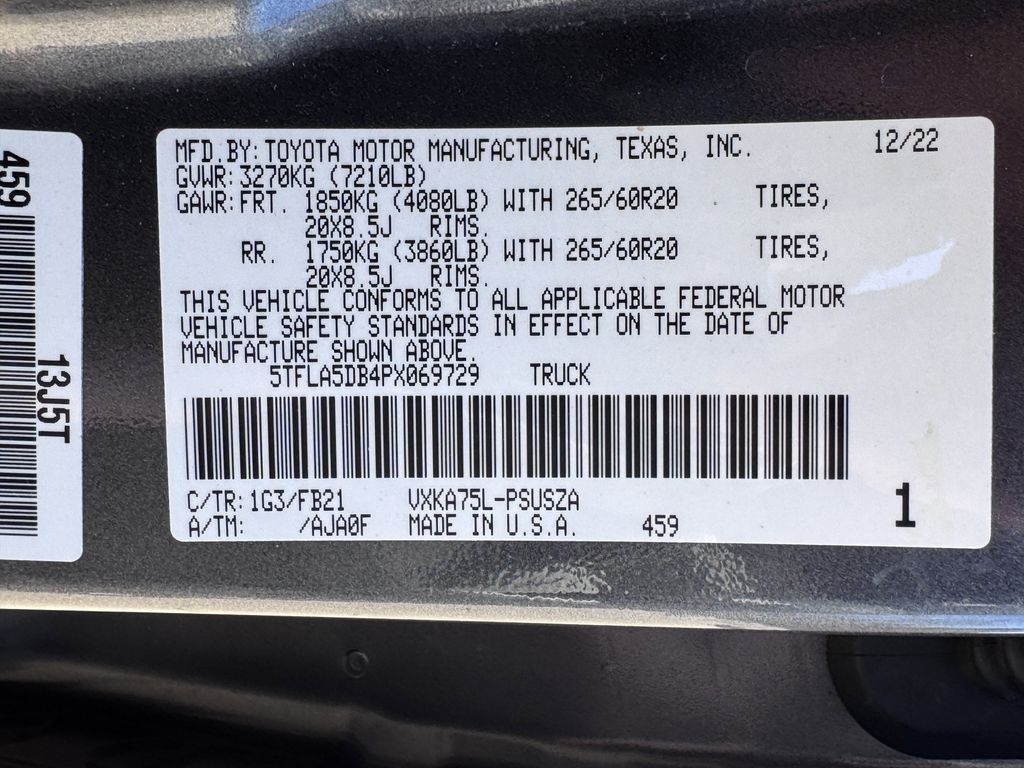 459
13J5T
MFD.BY:TOYOTA MOTOR MANUFACTURING, TEXAS, INC. 12/22
GVWR:3270KG (7210LB)
GAWR:FRT. 1850KG (4080LB) WITH 265/60R20 TIRES,
20X8.5J RIMS.
RR. 1750KG (3860LB) WITH 265/60R20 TIRES,
20X8.5J RIMS.
THIS VEHICLE CONFORMS TO ALL APPLICABLE FEDERAL MOTOR
VEHICLE SAFETY STANDARDS IN EFFECT ON THE DATE OF
MANUFACTURE SHOWN ABOVE.
5TFLA5DB4PX069729 TRUCK
C/TR:1G3/FB21 VXKA75L-PSUSZA
A/TM: /AJA0F MADE IN U.S.A. 459
1